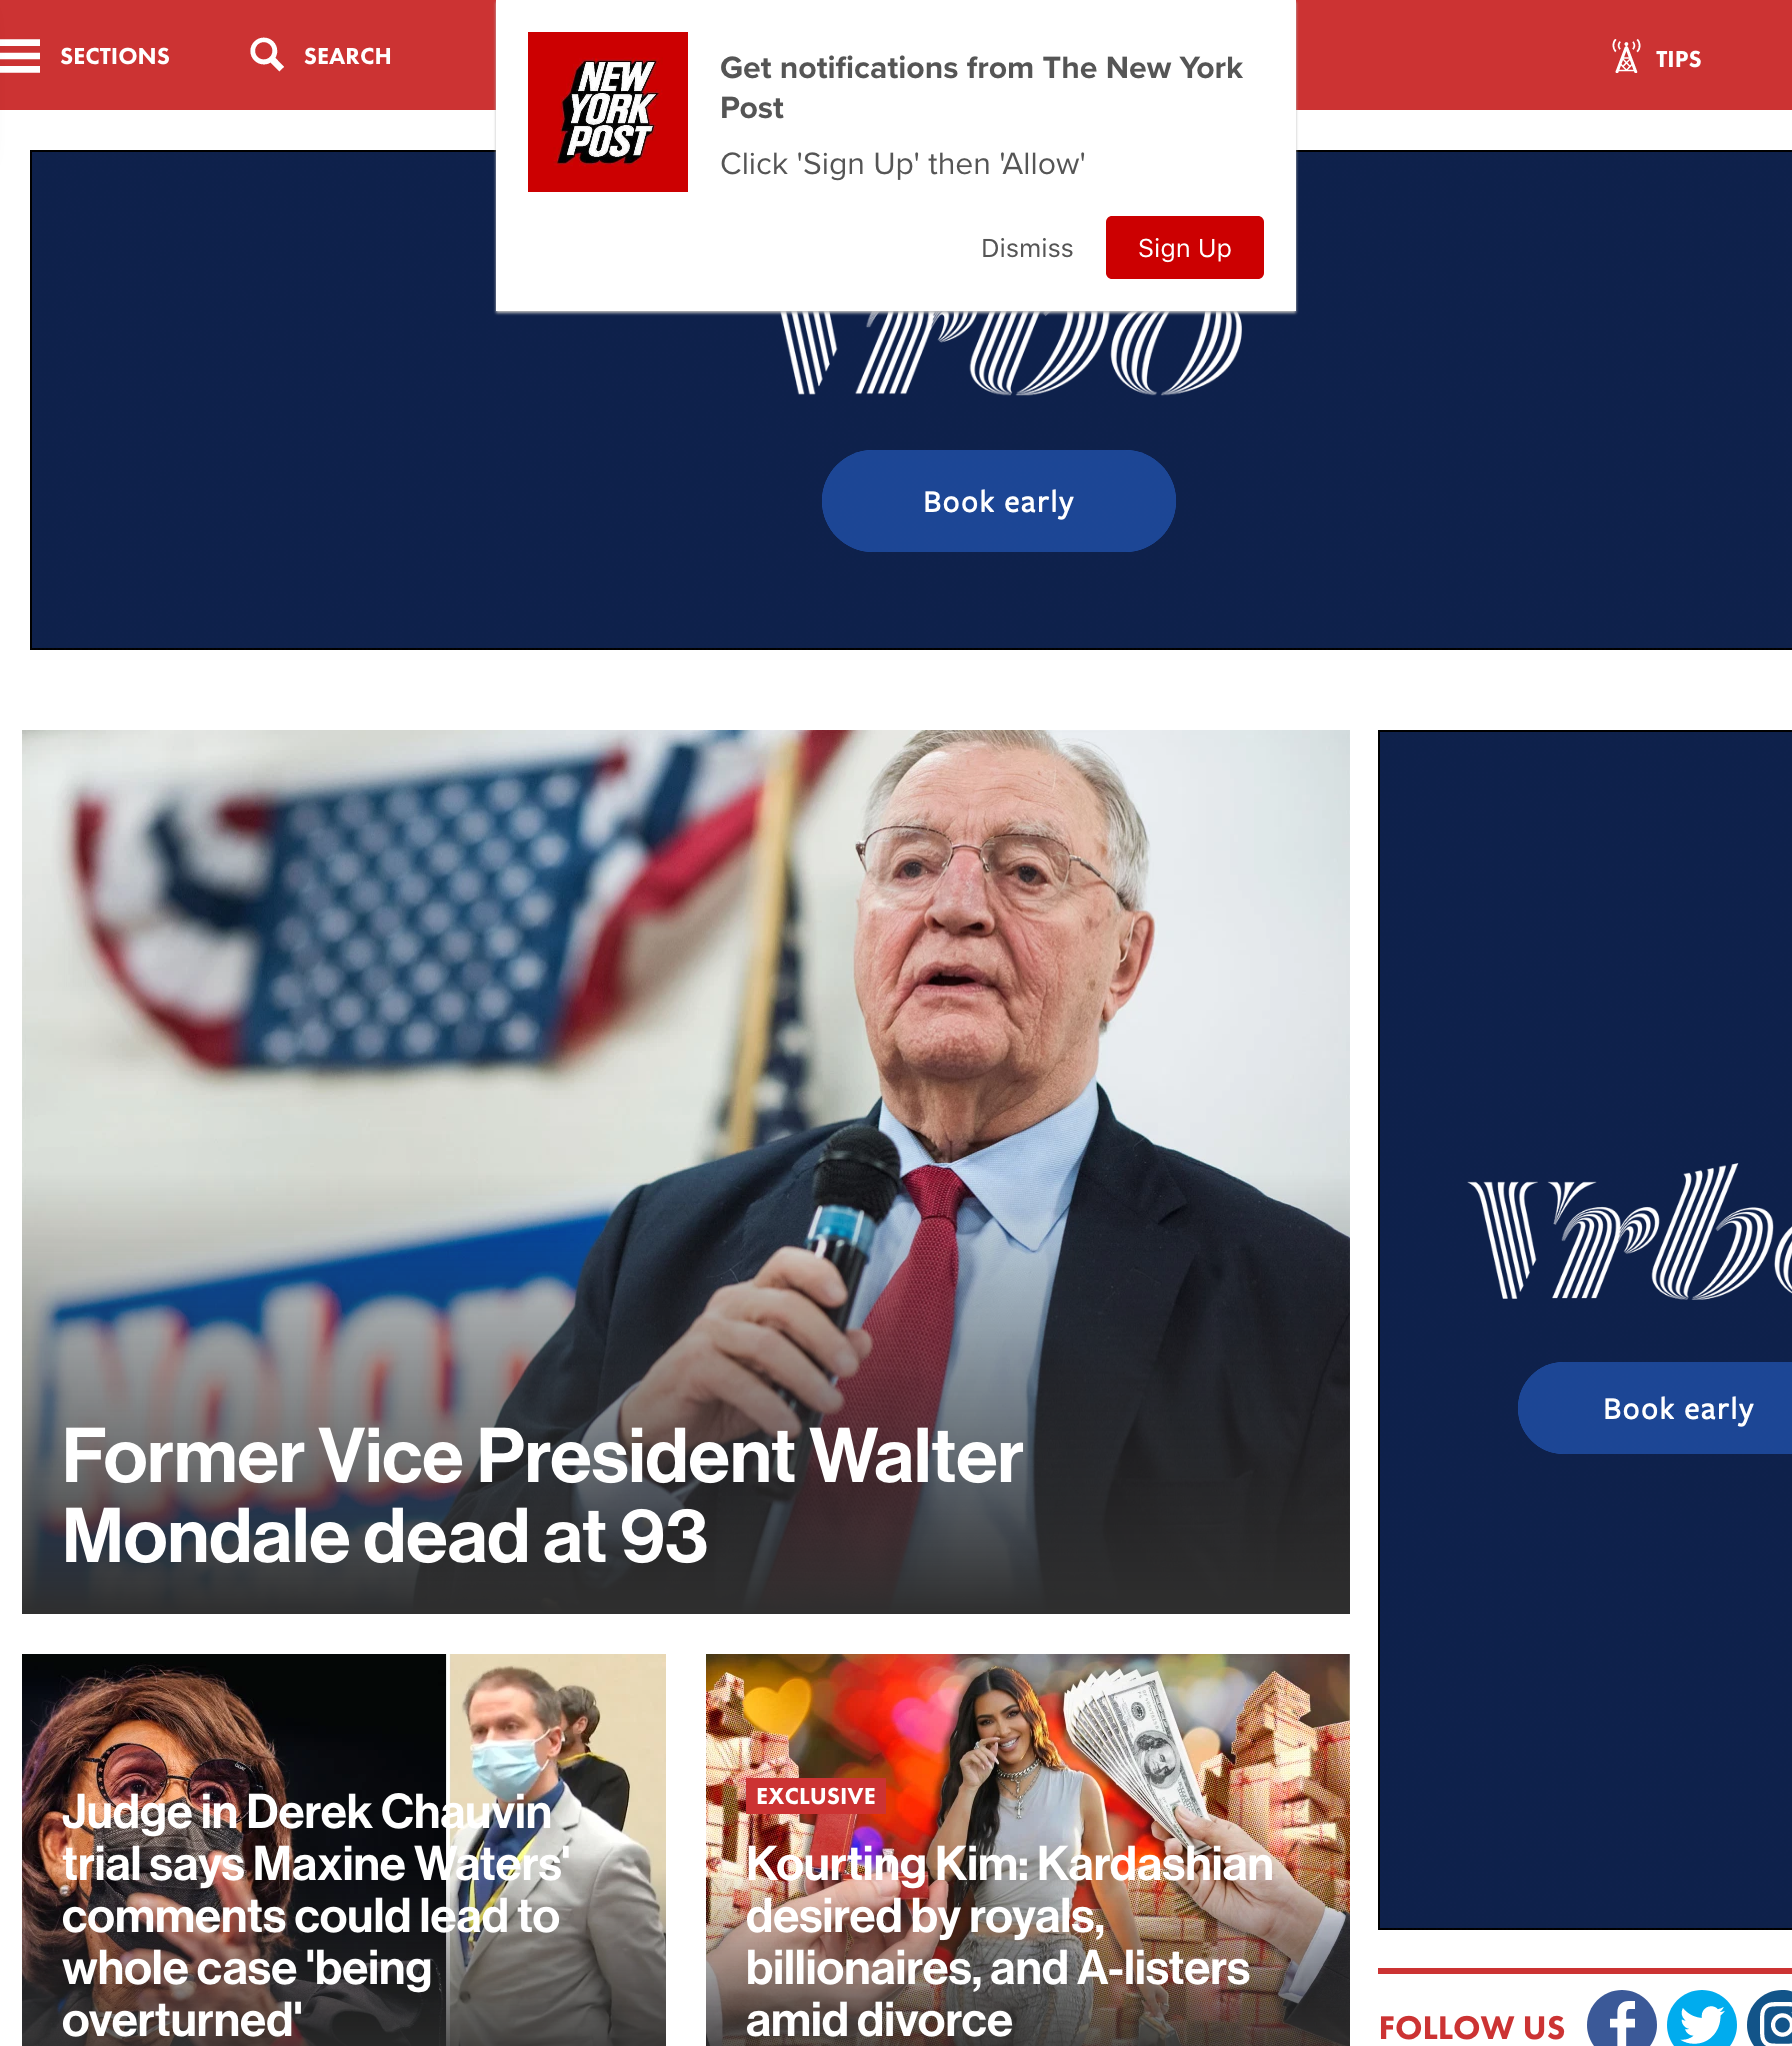 SECTIONS
SEARCH
NEW
YORK
POST
Get notifications from The New York
Post
Click 'Sign Up' then 'Allow'
Dismiss
Sign Up
TIPS
Vrbo
Book early
Nolan
Former Vice President Walter
Mondale dead at 93
Vrbo
Book early
Judge in Derek Chauvin
trial says Maxine Waters'
comments could lead to
whole case 'being
overturned'
EXCLUSIVE
Kourting Kim: Kardashian
desired by royals,
billionaires, and A-listers
amid divorce
FOLLOW US